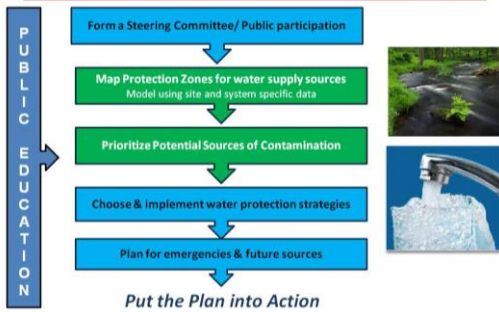 PUBLIC EDUCATION
Form a Steering Committee/ Public participation
Map Protection Zones for water supply sources
Model using site and system specific data
Prioritize Potential Sources of Contamination
Choose & implement water protection strategies
Plan for emergencies & future sources
Put the Plan into Action